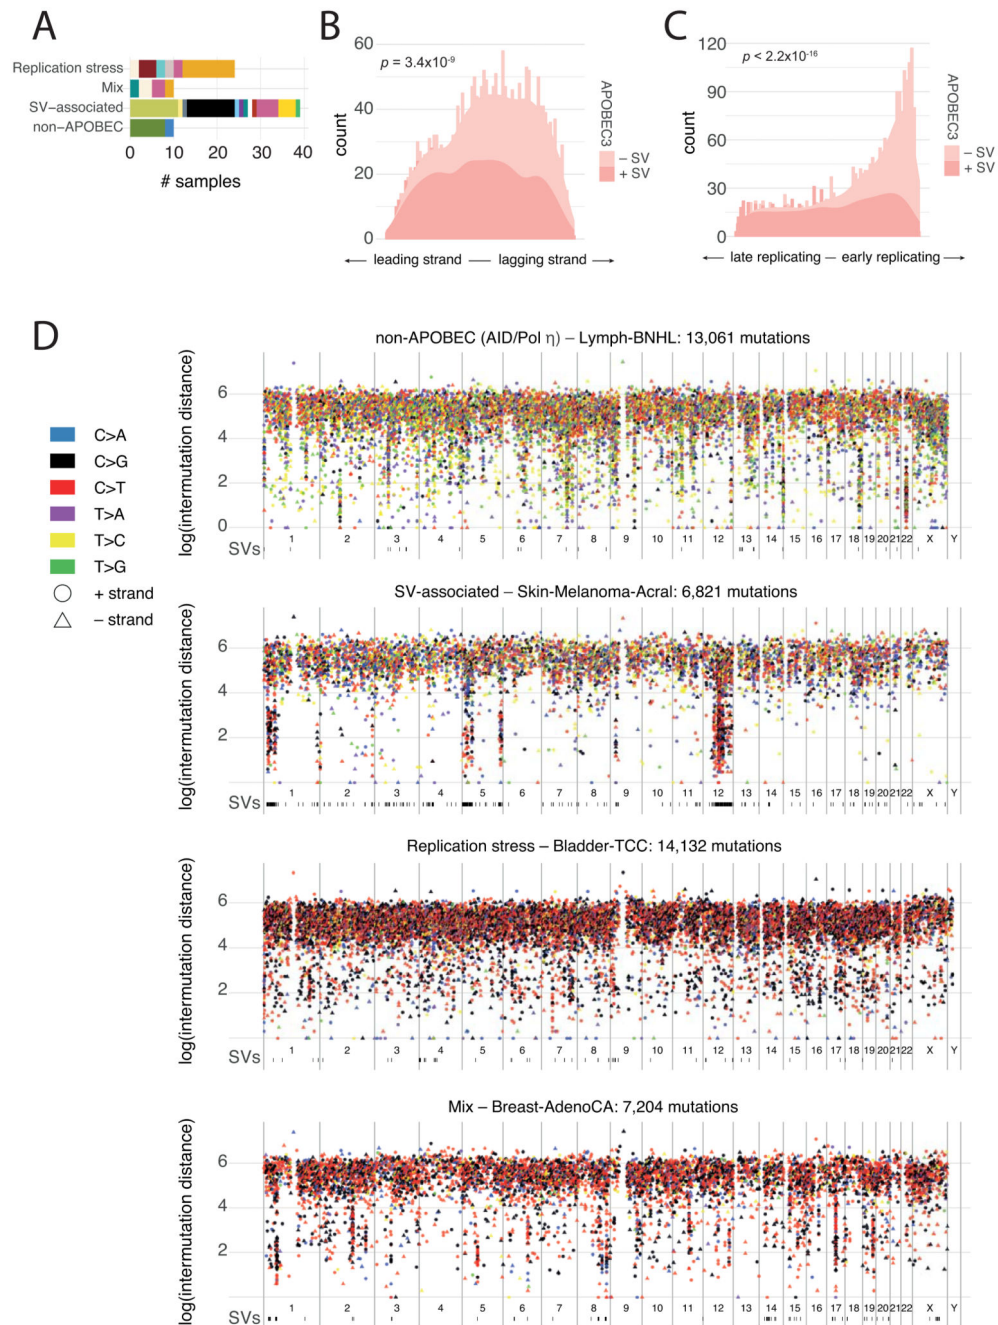 A
Replication stress
Mix
SV–associated
non–APOBEC
0 10 20 30 40
# samples
B
60
40
20
0
count
p = 3.4x10-9
← leading strand — lagging strand →
APOBEC3
– SV
+ SV
C
120
90
60
30
0
count
p < 2.2x10-16
← late replicating – early replicating →
APOBEC3
– SV
+ SV
D
C>A
C>G
C>T
T>A
T>C
T>G
+ strand
– strand
non–APOBEC (AID/Pol η) – Lymph-BNHL: 13,061 mutations
log(intermutation distance)
6
4
2
0
1 2 3 4 5 6 7 8 9 10 11 12 13 14 15 16 17 18 19 20 21 22 X Y
SVs
SV-associated – Skin-Melanoma-Acral: 6,821 mutations
log(intermutation distance)
6
4
2
1 2 3 4 5 6 7 8 9 10 11 12 13 14 15 16 17 18 19 20 21 22 X Y
SVs
Replication stress – Bladder-TCC: 14,132 mutations
log(intermutation distance)
6
4
2
1 2 3 4 5 6 7 8 9 10 11 12 13 14 15 16 17 18 19 20 21 22 X Y
SVs
Mix – Breast-AdenoCA: 7,204 mutations
log(intermutation distance)
6
4
2
1 2 3 4 5 6 7 8 9 10 11 12 13 14 15 16 17 18 19 20 21 22 X Y
SVs